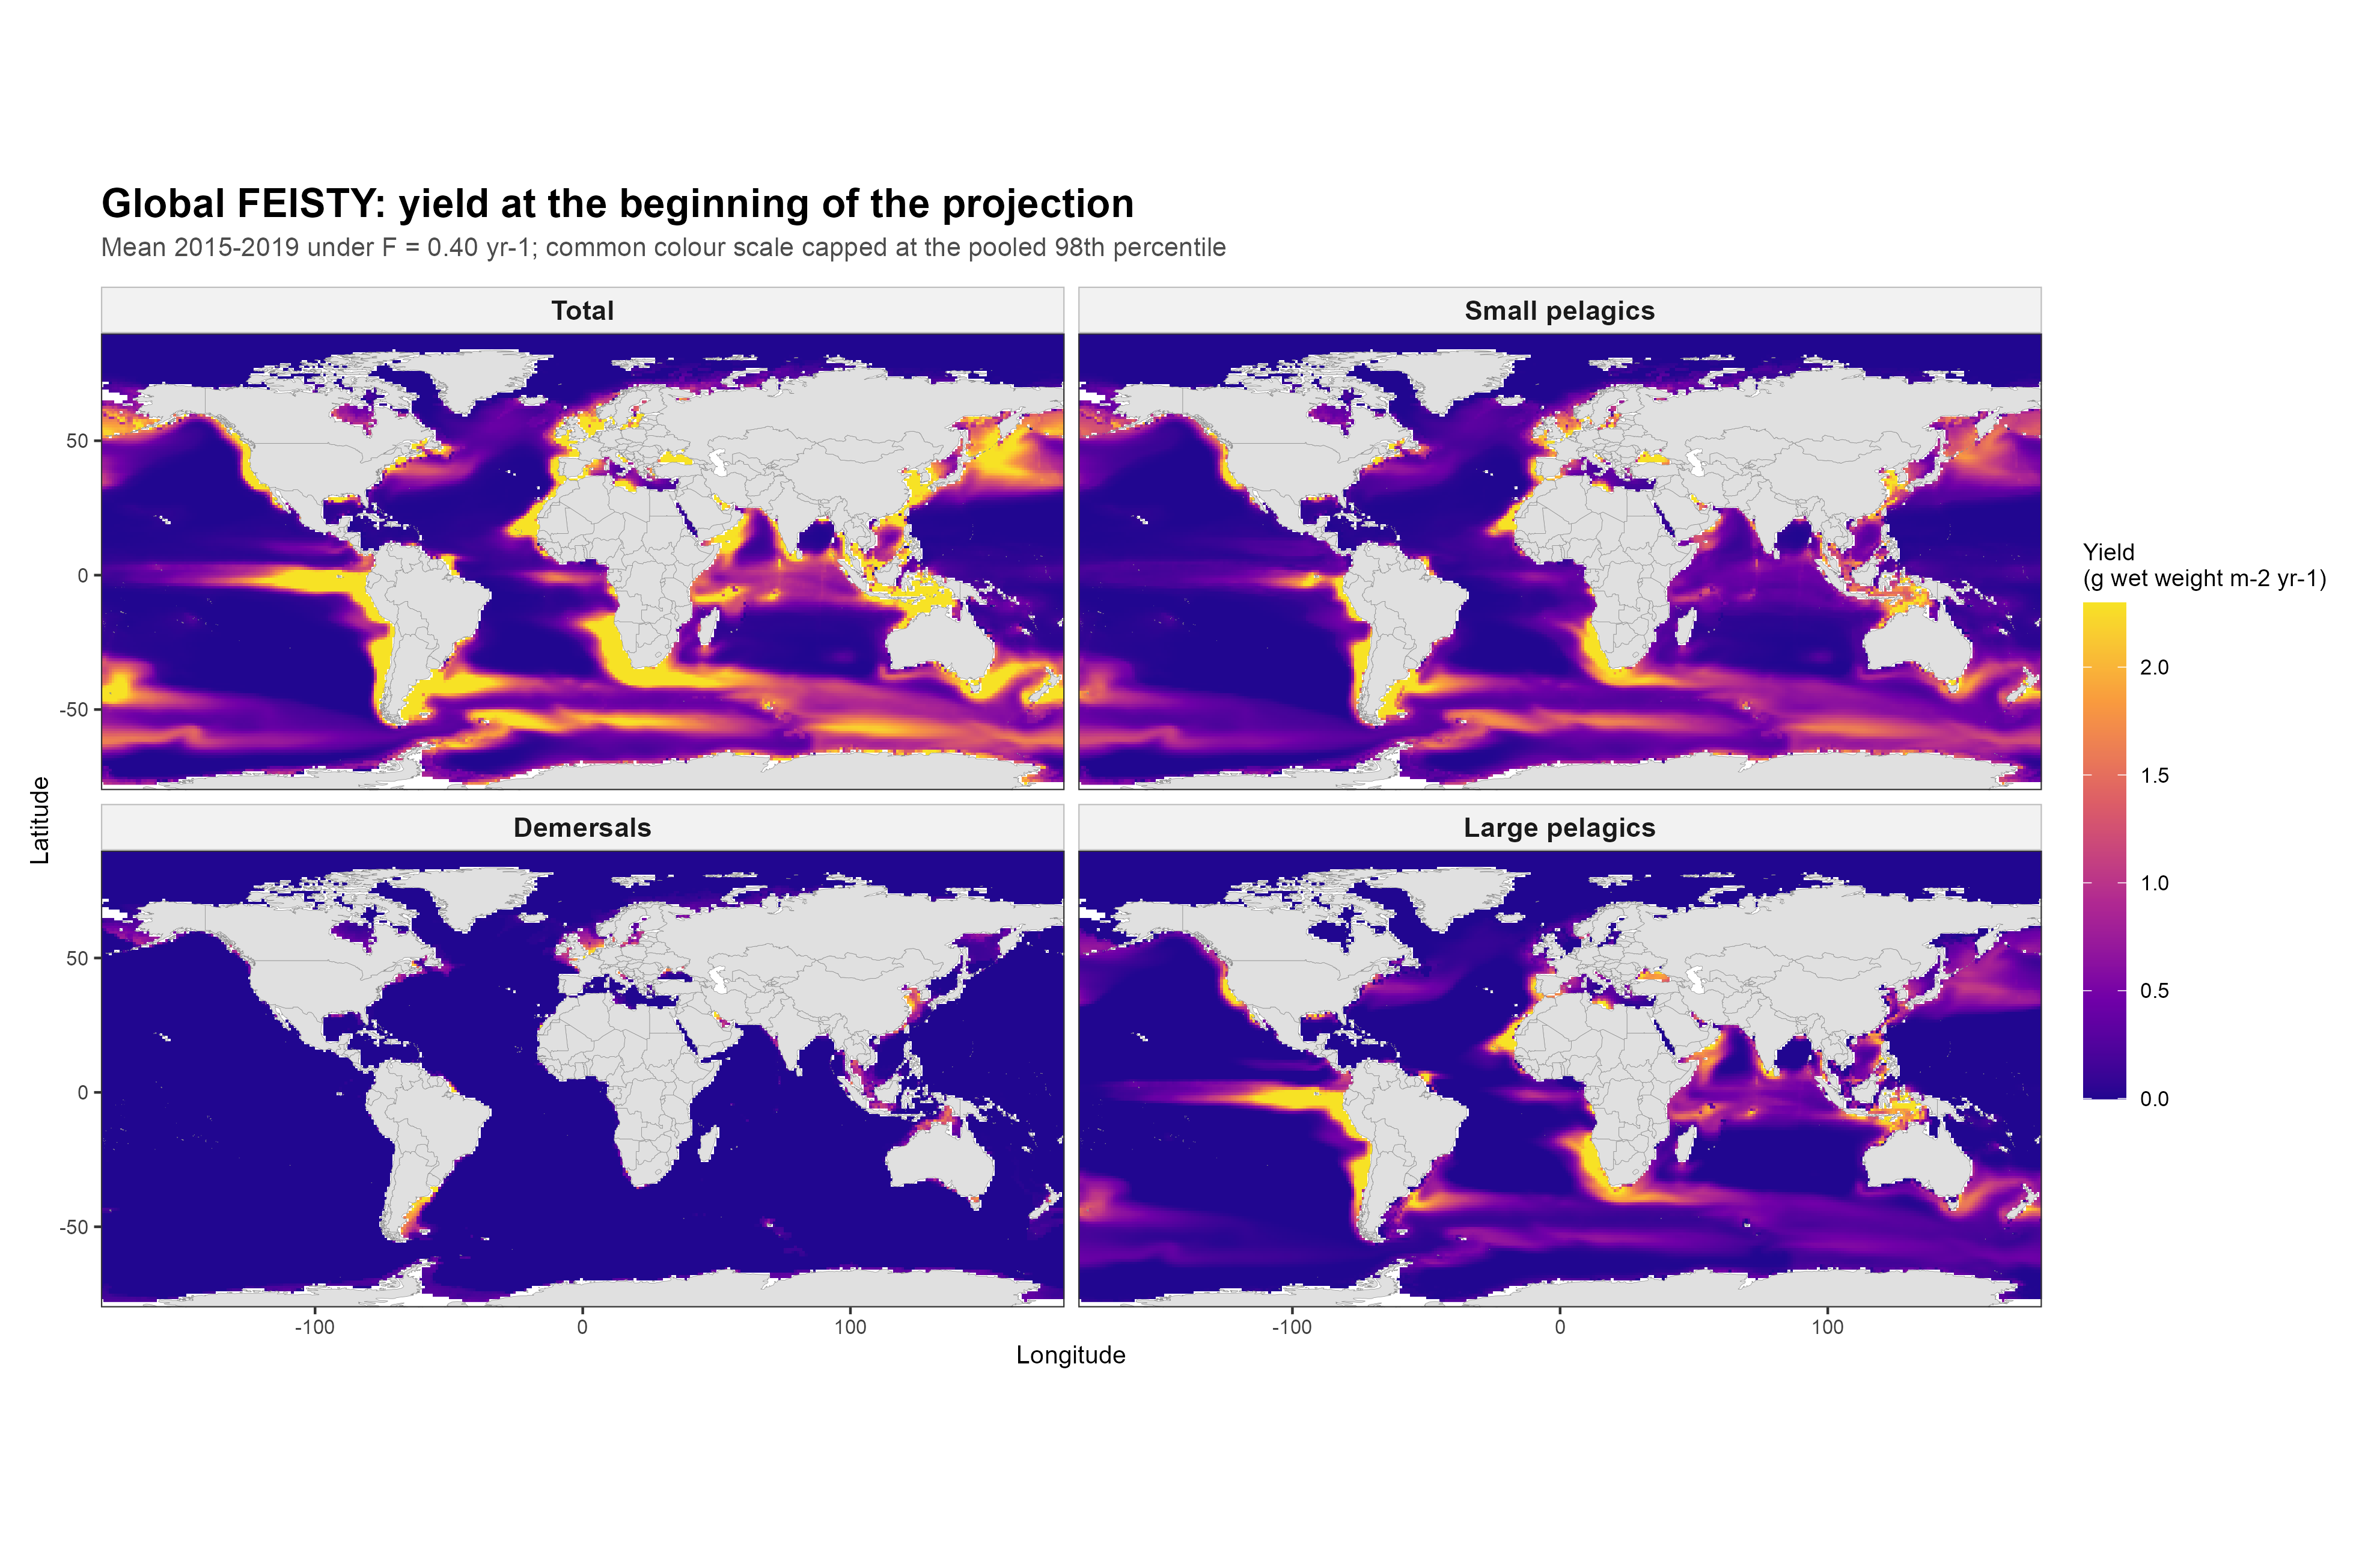 Global FEISTY: yield at the beginning of the projection
Mean 2015-2019 under F = 0.40 yr-1; common colour scale capped at the pooled 98th percentile
Total
Small pelagics
50
0
-50
Demersals
Large pelagics
50
0
-50
-100
0
100
-100
0
100
Longitude
Latitude
Yield
(g wet weight m-2 yr-1)
2.0
1.5
1.0
0.5
0.0